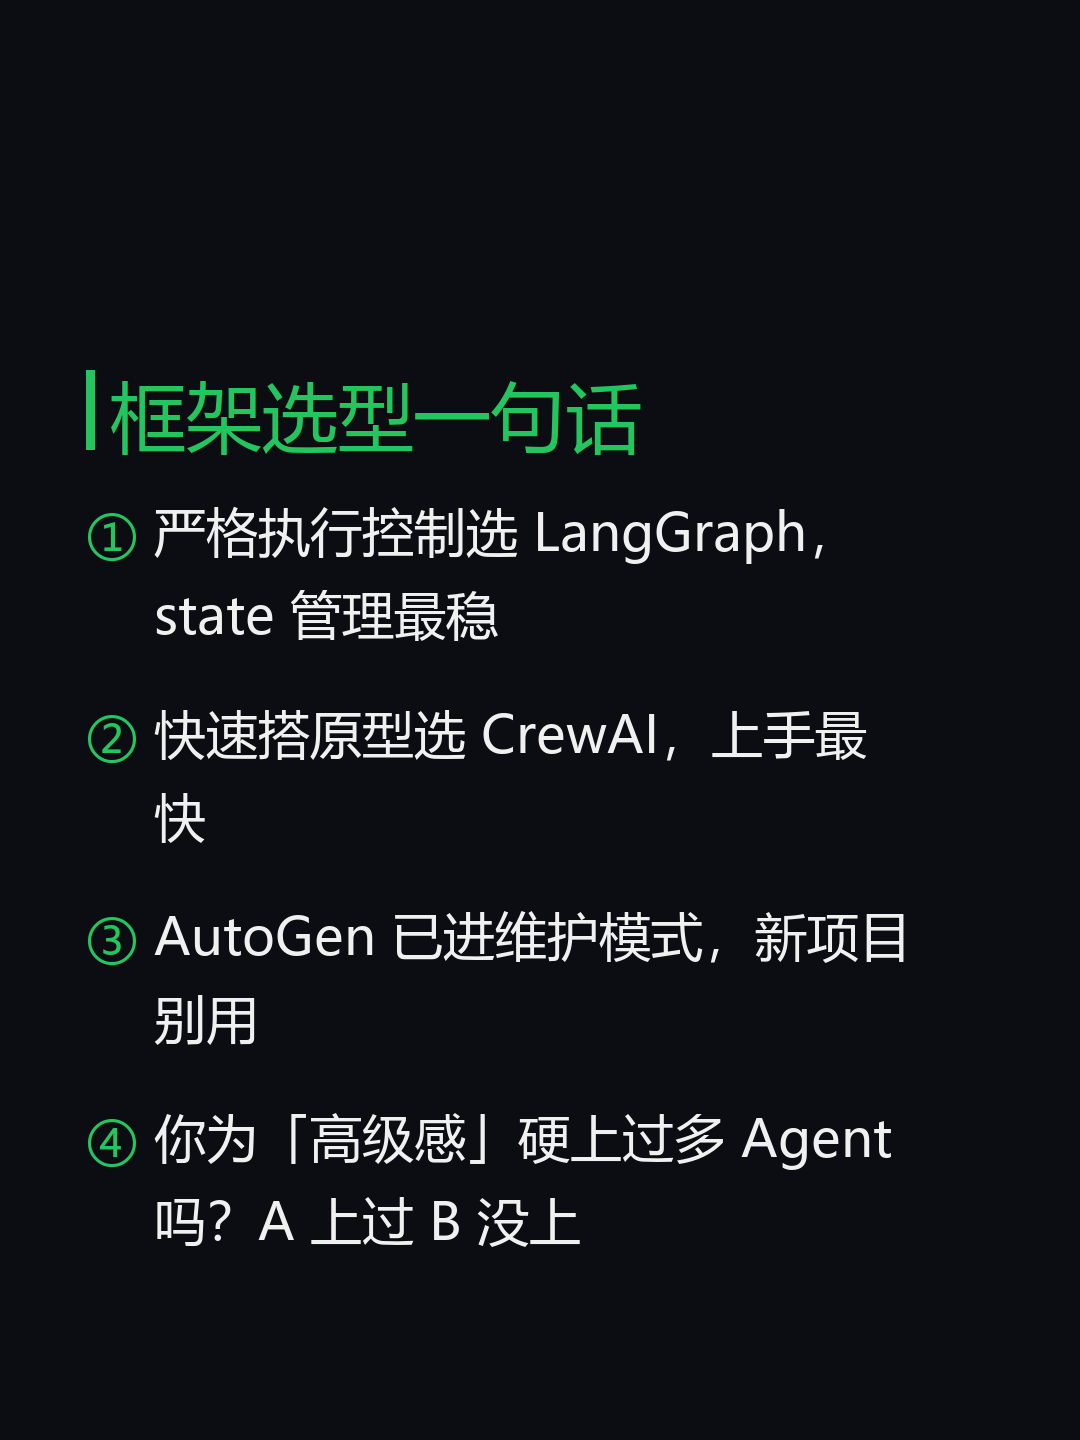 框架选型一句话
① 严格执行控制选 LangGraph，
state 管理最稳
② 快速搭原型选 CrewAI，上手最
快
③ AutoGen 已进维护模式，新项目
别用
④ 你为「高级感」硬上过多 Agent
吗？A 上过 B 没上